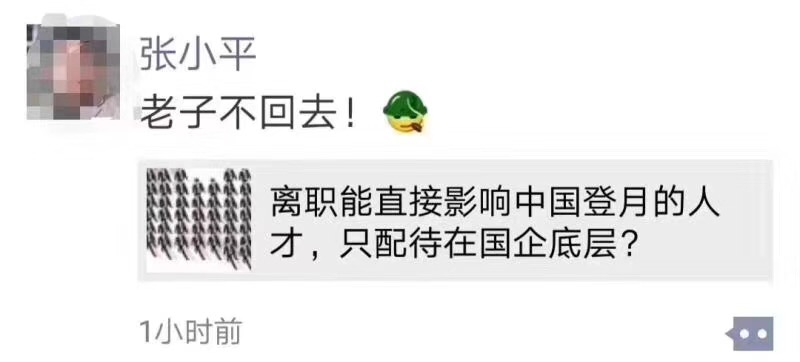 张小平
老子不回去！
离职能直接影响中国登月的人
才，只配待在国企底层？
1小时前